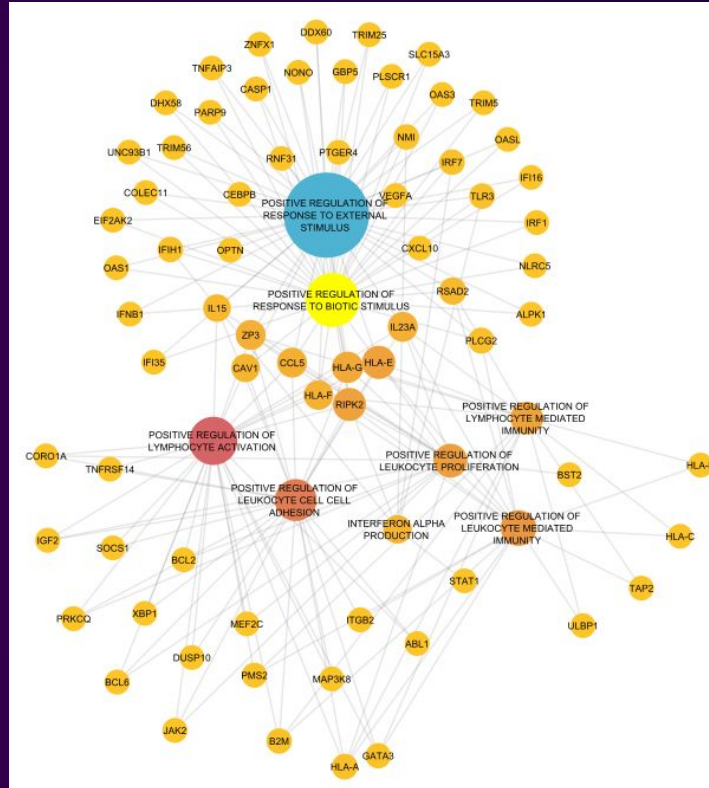 DDX60
TRIM25
ZNFX1
SLC15A3
TNFAIP3
NONO
GBP5
PLSCR1
CASP1
OAS3
DHX58
TRIM5
PARP9
NMI
OASL
UNC93B1
TRIM56
RNF31
PTGER4
IRF7
IFI16
COLEC11
CEBPB
VEGFA
TLR3
POSITIVE REGULATION OF
RESPONSE TO EXTERNAL
STIMULUS
EIF2AK2
IRF1
IFIH1
OPTN
CXCL10
OAS1
NLRC5
POSITIVE REGULATION OF
RESPONSE TO BIOTIC STIMULUS
RSAD2
IFNB1
IL15
ALPK1
ZP3
IL23A
PLCG2
IFI35
CAV1
CCL5
HLA-G
HLA-E
HLA-F
RIPK2
POSITIVE REGULATION OF
LYMPHOCYTE MEDIATED
IMMUNITY
POSITIVE REGULATION OF
LYMPHOCYTE ACTIVATION
CORO1A
TNFRSF14
POSITIVE REGULATION OF
LEUKOCYTE PROLIFERATION
BST2
POSITIVE REGULATION OF
LEUKOCYTE CELL CELL
ADHESION
INTERFERON ALPHA
PRODUCTION
POSITIVE REGULATION OF
LEUKOCYTE MEDIATED
IMMUNITY
HLA-C
IGF2
SOCS1
BCL2
STAT1
TAP2
PRKCQ
XBP1
MEF2C
ITGB2
ULBP1
ABL1
DUSP10
BCL6
PMS2
MAP3K8
JAK2
B2M
GATA3
HLA-A